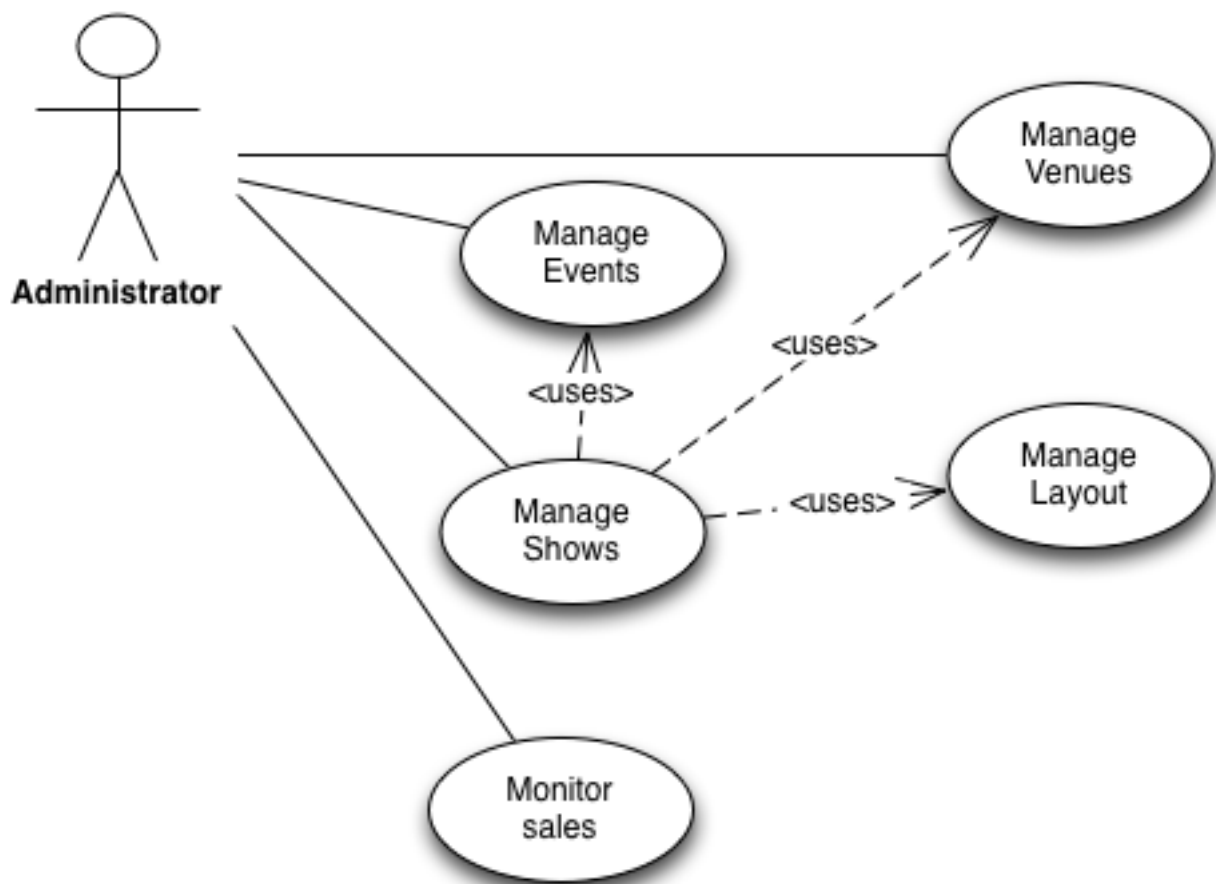 Administrator
Manage
Venues
Manage
Events
<uses>
<uses>
Manage
Layout
<uses>
Manage
Shows
Monitor
sales